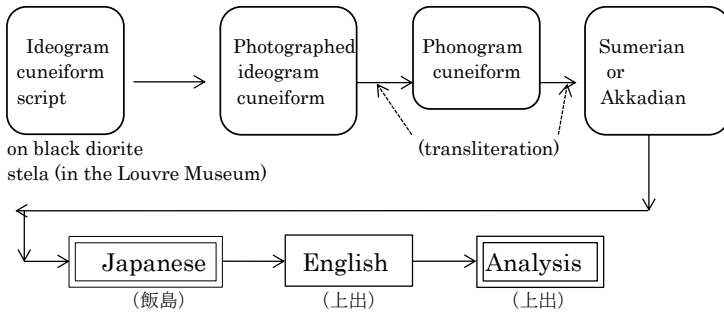 Ideogram
cuneiform
script
Photographed
ideogram
cuneiform
Phonogram
cuneiform
Sumerian
or
Akkadian
on black diorite
stela (in the Louvre Museum)
(transliteration)
Japanese
English
Analysis
(飯島)
(上出)
(上出)